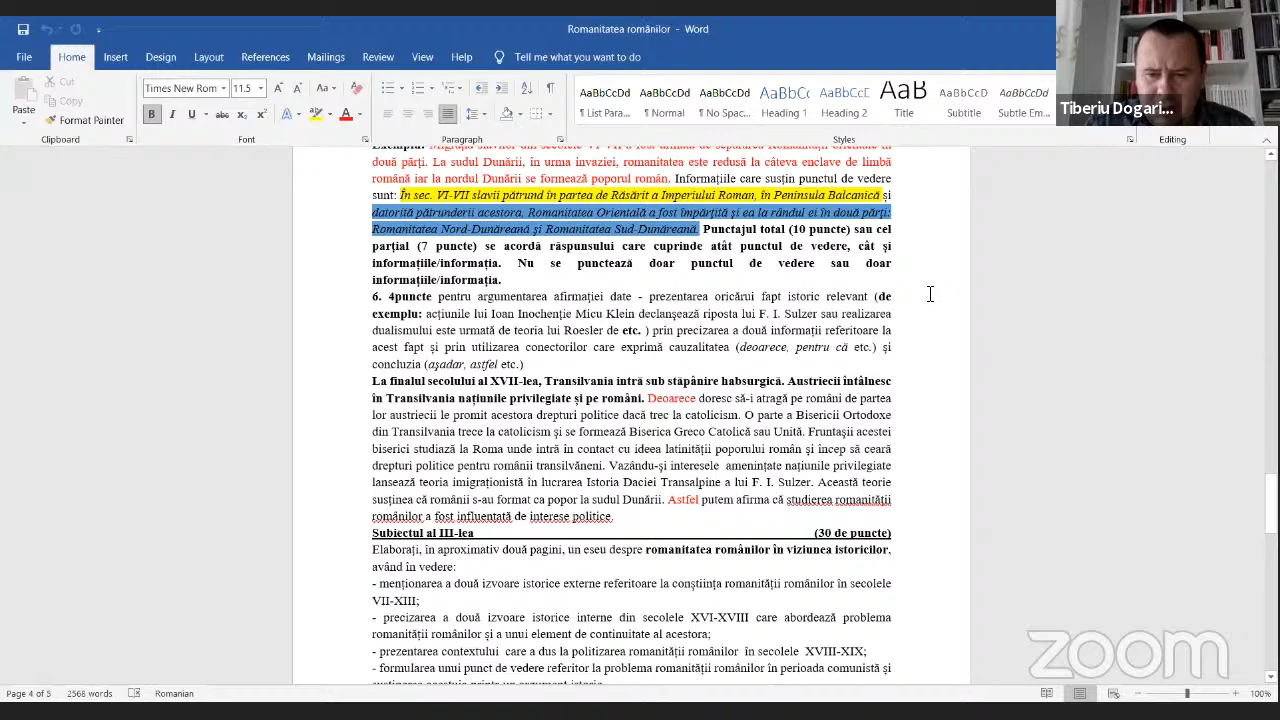 Romanitatea românilor - Word
File Home Insert Design Layout References Mailings Review View Help Tell me what you want to do
Cut
Copy
Paste
Format Painter
Clipboard
Times New Rom 11.5
Font
Paragraph
AaBbCcDd AaBbCcDd AaBbCcDd AaBbCc AaBbCcC AaB AaBbCcD AaBbCcDd
¶ List Para... ¶ Normal ¶ No Spac... Heading 1 Heading 2 Title Subtitle Subtle Em...
Styles
Editing
Tiberiu Dogari...
Exemplu: Migrația slavilor din secolele VI-VII a fost urmată de separarea Romanității orientale în
două părți. La sudul Dunării, în urma invaziei, romanitatea este redusă la câteva enclave de limbă
română iar la nordul Dunării se formează poporul român. Informațiile care susțin punctul de vedere
sunt: În sec. VI-VII slavii pătrund în partea de Răsărit a Imperiului Roman, în Peninsula Balcanică și
datorită pătrunderii acestora, Romanitatea Orientală a fost împărțită şi ea la rândul ei în două părți:
Romanitatea Nord-Dunăreană şi Romanitatea Sud-Dunăreană. Punctajul total (10 puncte) sau cel
parțial (7 puncte) se acordă răspunsului care cuprinde atât punctul de vedere, cât și
informațiile/informația. Nu se punctează doar punctul de vedere sau doar
informațiile/informația.
6. 4puncte pentru argumentarea afirmației date - prezentarea oricărui fapt istoric relevant (de
exemplu: acțiunile lui Ioan Inochenție Micu Klein declanșează riposta lui F. I. Sulzer sau realizarea
dualismului este urmată de teoria lui Roesler de etc. ) prin precizarea a două informații referitoare la
acest fapt și prin utilizarea conectorilor care exprimă cauzalitatea (deoarece, pentru că etc.) și
concluzia (aşadar, astfel etc.)
La finalul secolului al XVII-lea, Transilvania intră sub stăpânire habsurgică. Austriecii întâlnesc
în Transilvania națiunile privilegiate și pe români. Deoarece doresc să-i atragă pe români de partea
lor austriecii le promit acestora drepturi politice dacă trec la catolicism. O parte a Bisericii Ortodoxe
din Transilvania trece la catolicism și se formează Biserica Greco Catolică sau Unită. Fruntașii acestei
biserici studiază la Roma unde intră în contact cu ideea latinității poporului român și încep să ceară
drepturi politice pentru românii transilvăneni. Vazându-și interesele amenințate națiunile privilegiate
lansează teoria imigraționistă în lucrarea Istoria Daciei Transalpine a lui F. I. Sulzer. Această teorie
susținea că românii s-au format ca popor la sudul Dunării. Astfel putem afirma că studierea romanității
românilor a fost influentată de interese politice.
Subiectul al III-lea (30 de puncte)
Elaborați, în aproximativ două pagini, un eseu despre romanitatea românilor în viziunea istoricilor,
având în vedere:
- menționarea a două izvoare istorice externe referitoare la conștiința romanității românilor în secolele
VII-XIII;
- precizarea a două izvoare istorice interne din secolele XVI-XVIII care abordează problema
romanității românilor și a unui element de continuitate al acestora;
- prezentarea contextului care a dus la politizarea romanității românilor în secolele XVIII-XIX;
- formularea unui punct de vedere referitor la problema romanității românilor în perioada comunistă și
zoom
Page 4 of 5 2568 words Romanian 100%